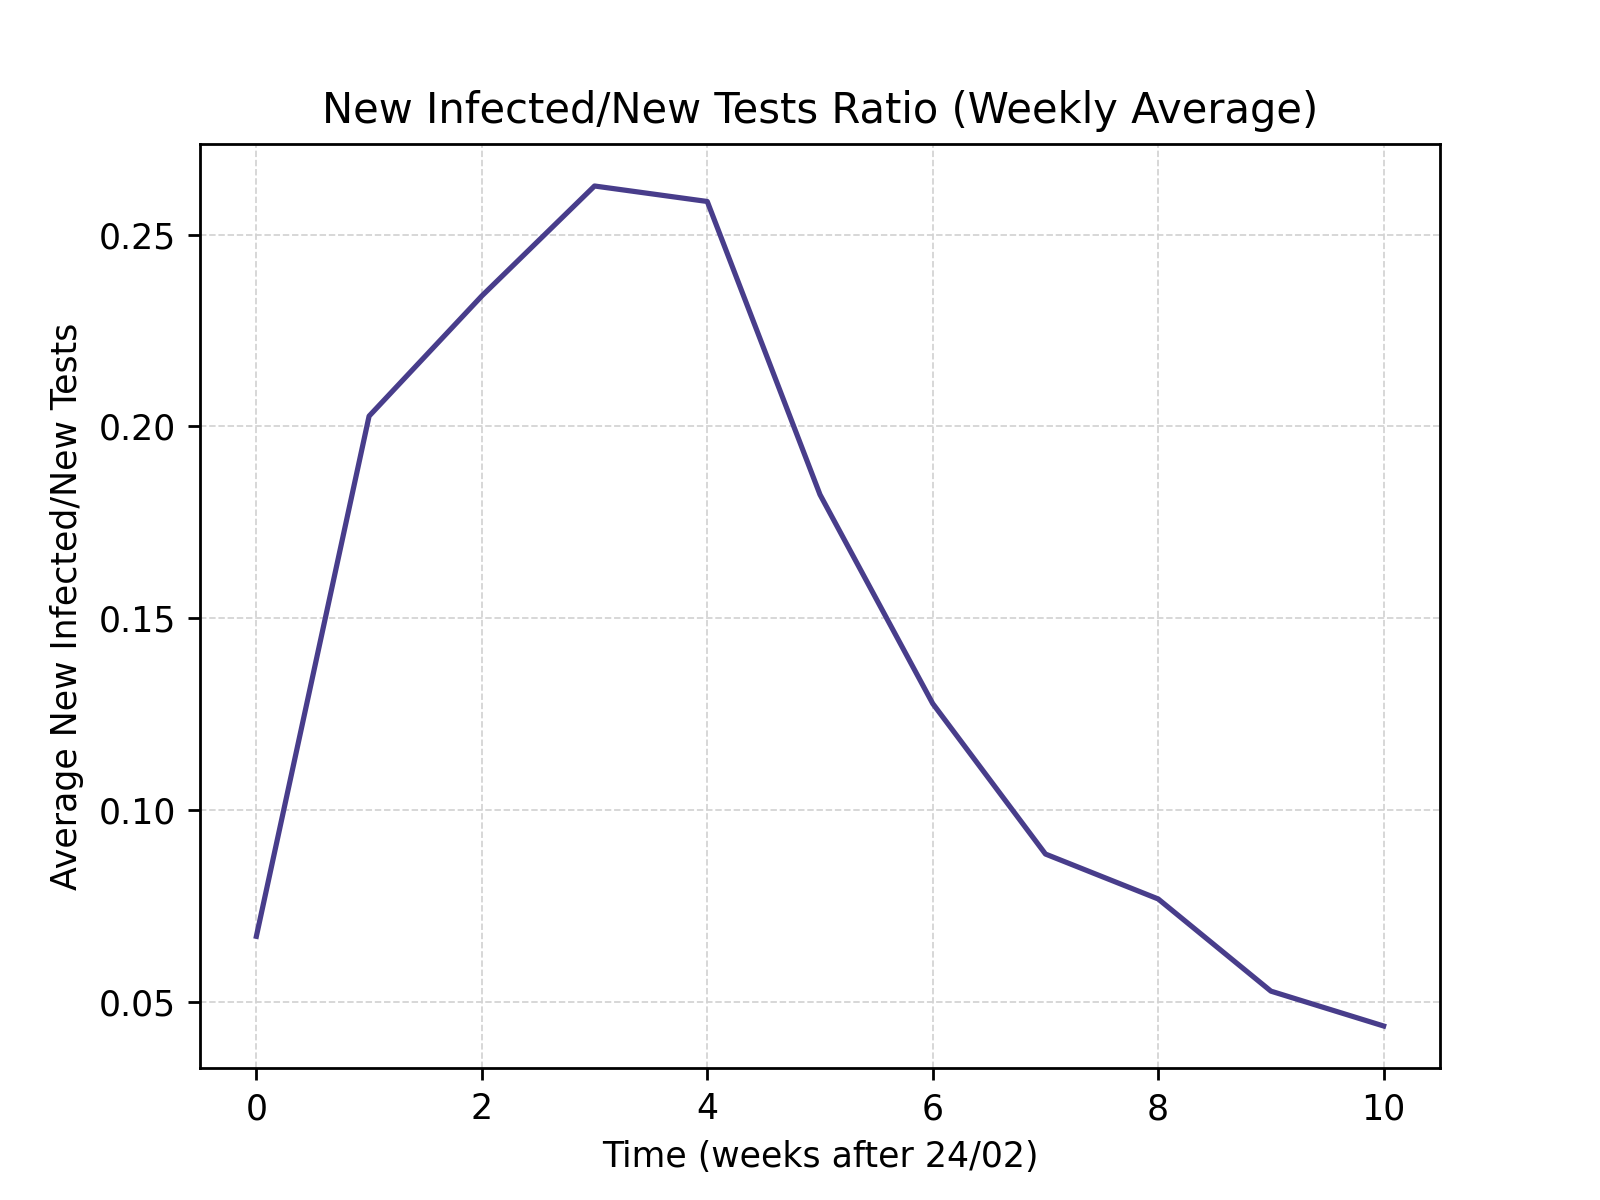 New Infected/New Tests Ratio (Weekly Average)
Average New Infected/New Tests
0.25
0.20
0.15
0.10
0.05
0 2 4 6 8 10
Time (weeks after 24/02)